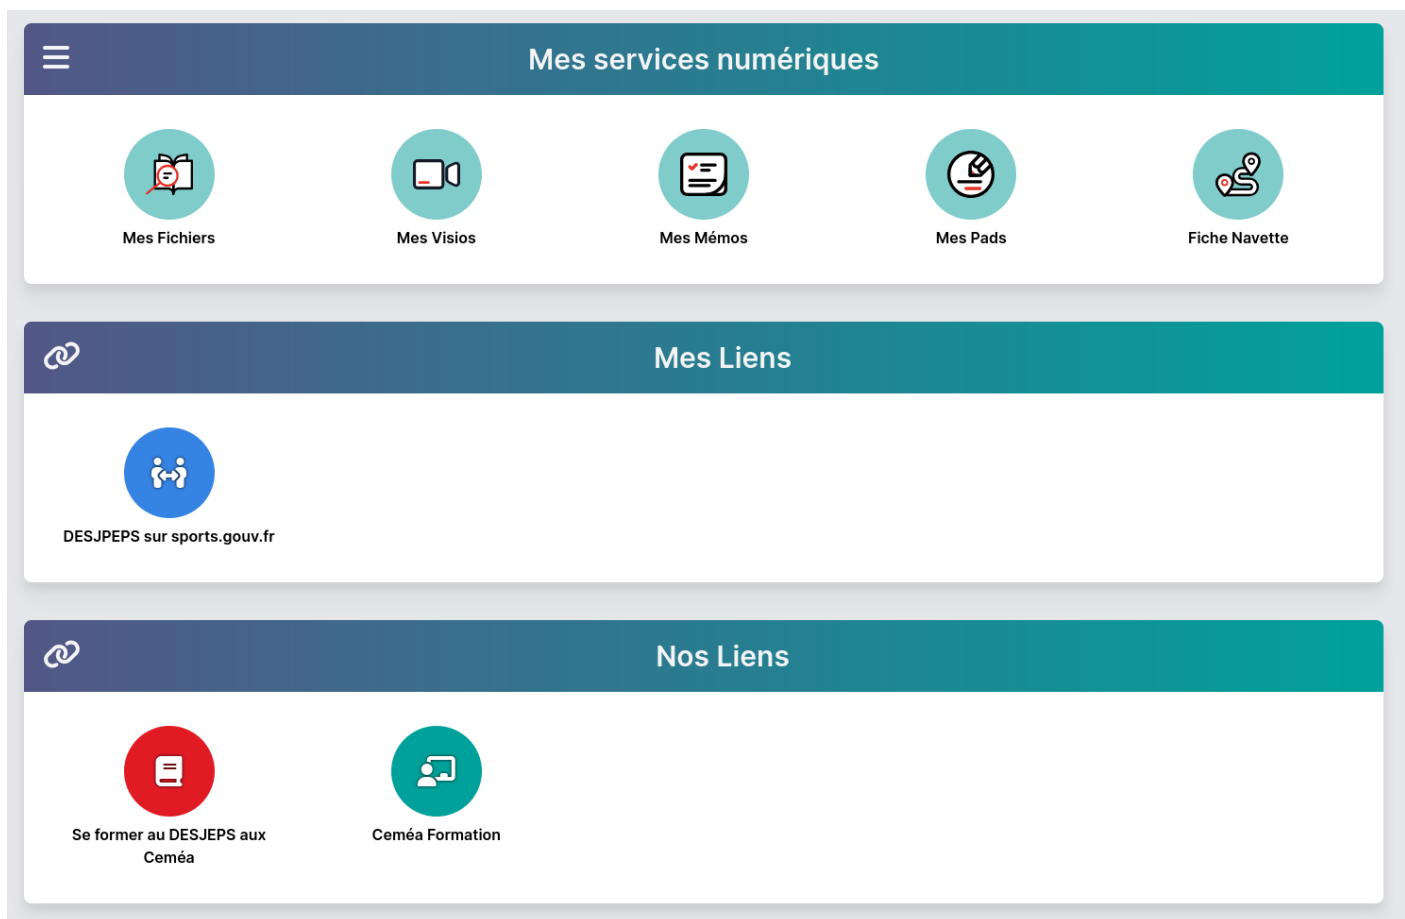 Mes services numériques
Mes Fichiers
Mes Visios
Mes Mémos
Mes Pads
Fiche Navette
Mes Liens
DESJPEPS sur sports.gouv.fr
Nos Liens
Se former au DESJEPS aux
Ceméa
Ceméa Formation